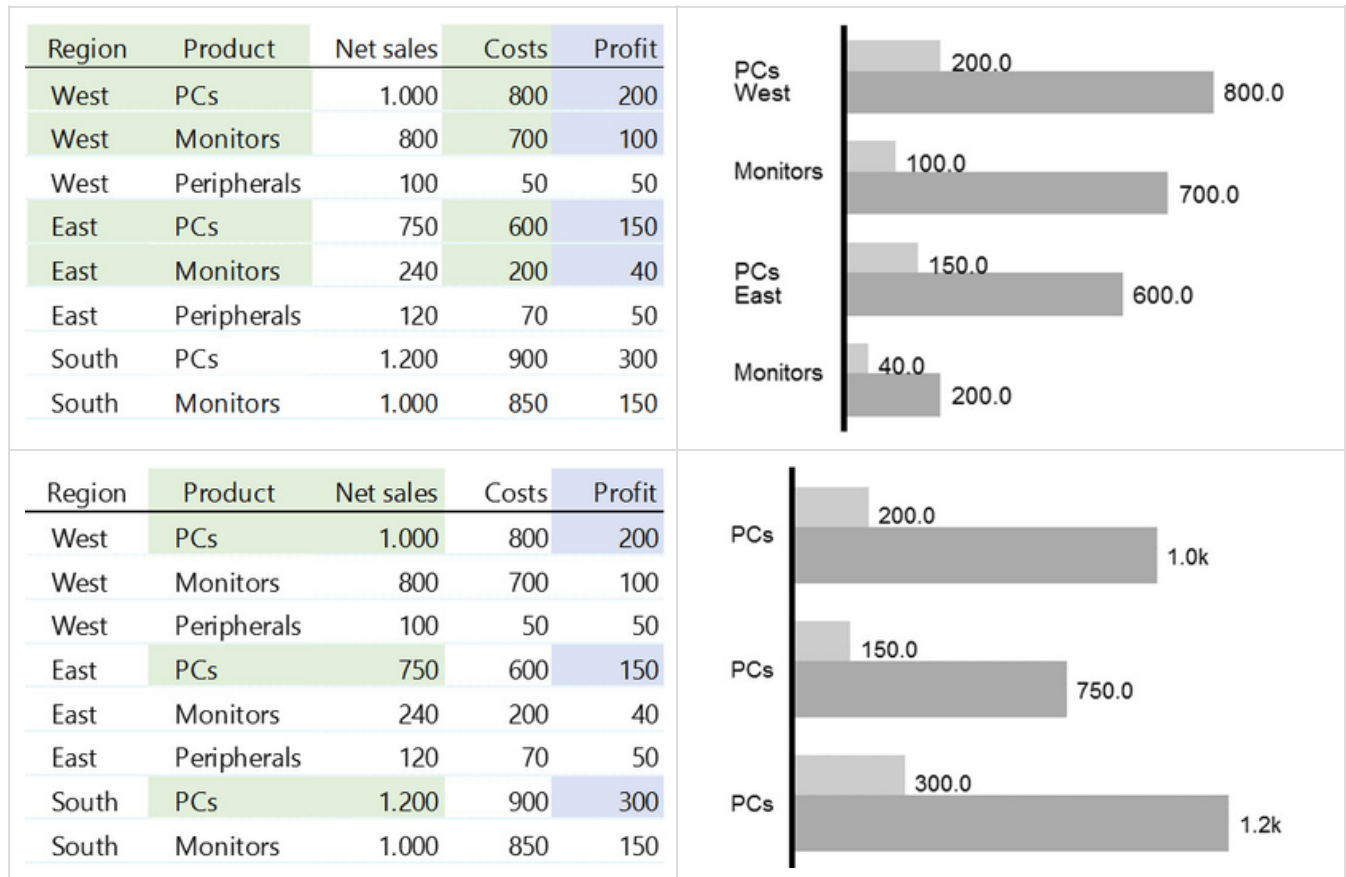 Region Product Net sales Costs Profit
West PCs 1.000 800 200
West Monitors 800 700 100
West Peripherals 100 50 50
East PCs 750 600 150
East Monitors 240 200 40
East Peripherals 120 70 50
South PCs 1.200 900 300
South Monitors 1.000 850 150
200.0
PCs
West
800.0
100.0
Monitors
700.0
150.0
PCs
East
600.0
40.0
Monitors
200.0
Region Product Net sales Costs Profit
West PCs 1.000 800 200
West Monitors 800 700 100
West Peripherals 100 50 50
East PCs 750 600 150
East Monitors 240 200 40
East Peripherals 120 70 50
South PCs 1.200 900 300
South Monitors 1.000 850 150
200.0
PCs
1.0k
150.0
PCs
750.0
300.0
PCs
1.2k